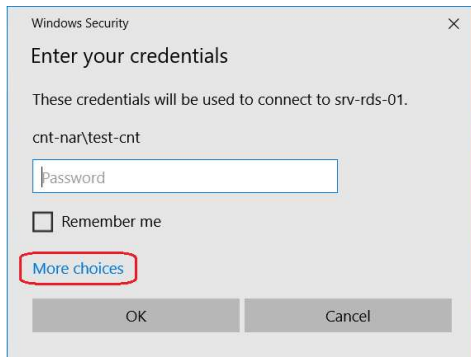 Windows Security
Enter your credentials
These credentials will be used to connect to srv-rds-01.
cnt-nar\test-cnt
Password
Remember me
More choices
OK
Cancel